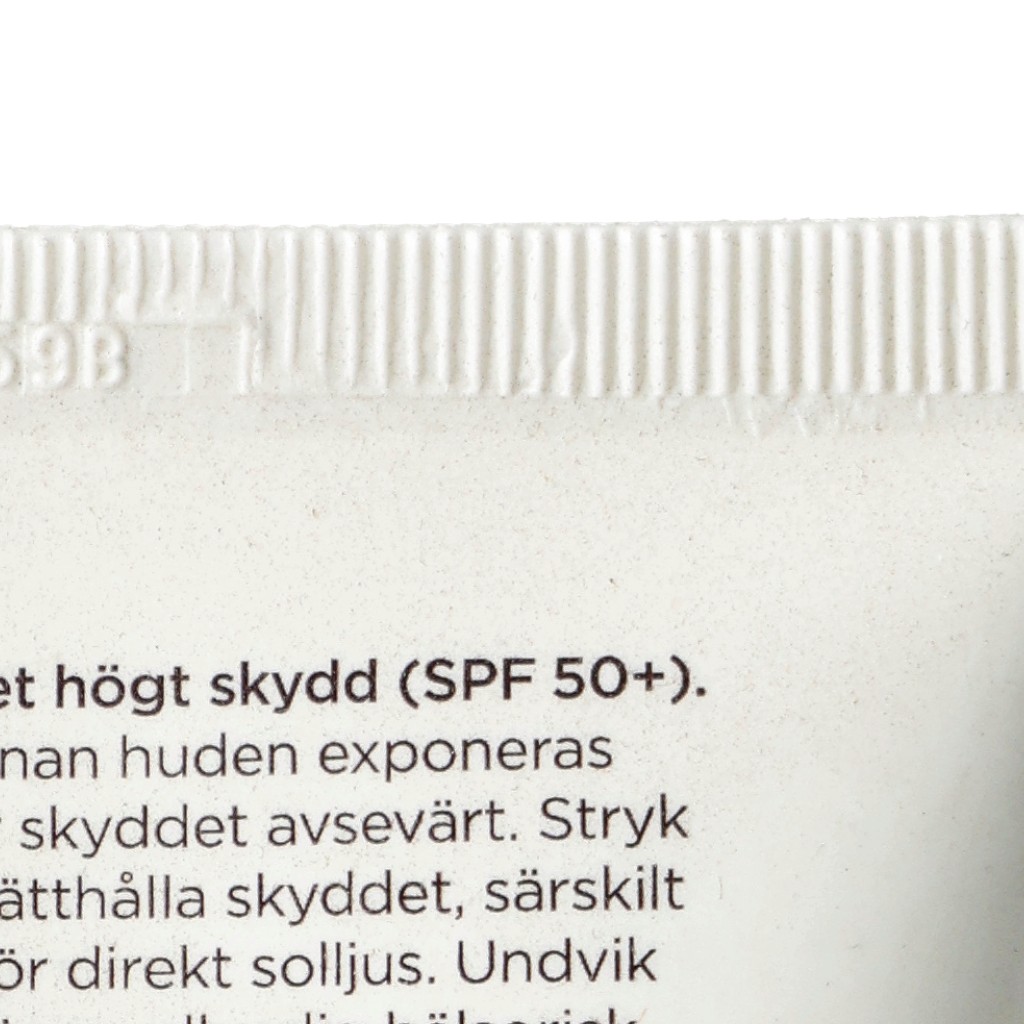 59B
et högt skydd (SPF 50+).
nan huden exponeras
skyddet avsevärt. Stryk
ätthålla skyddet, särskilt
ör direkt solljus. Undvik